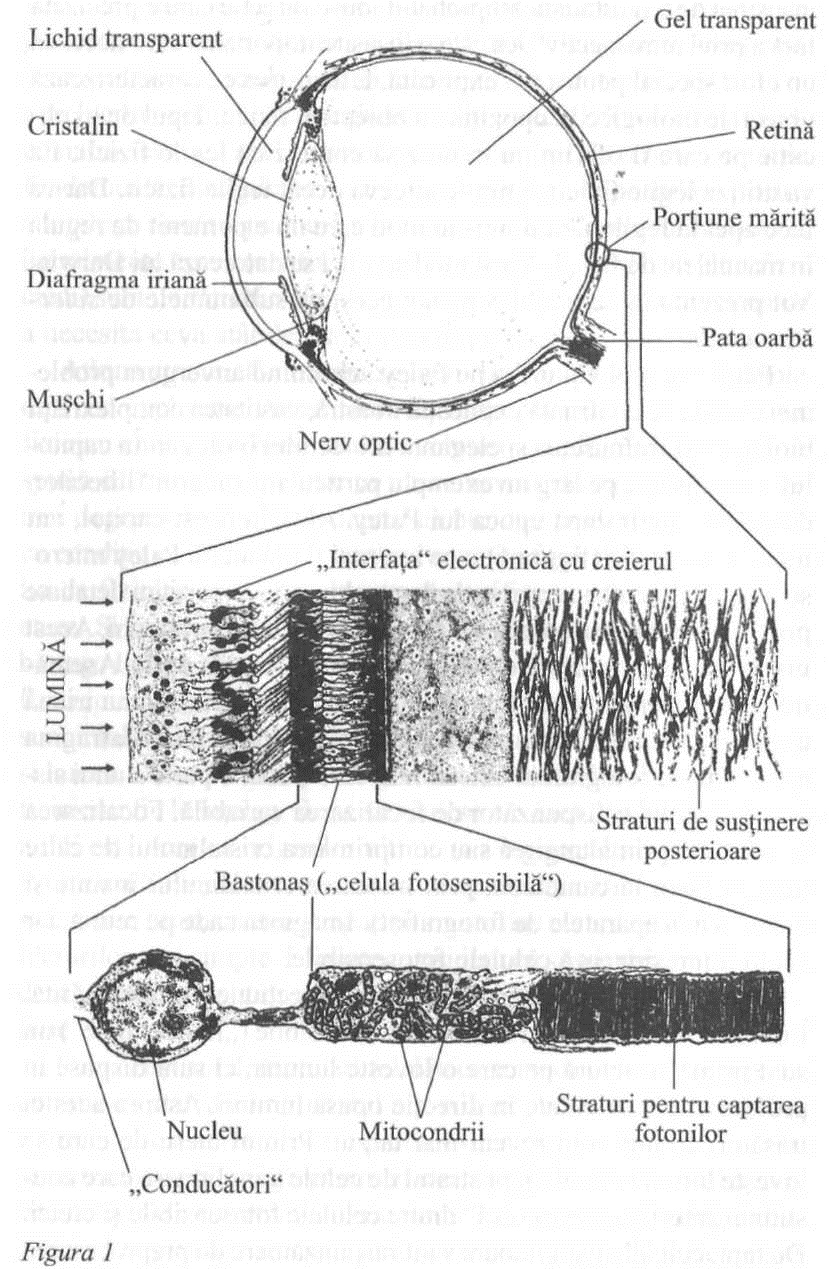 Lichid transparent
Gel transparent
Cristalin
Retină
Porțiune mărită
Diafragma iriană
Pata oarbă
Mușchi
Nerv optic
„Interfața“ electronică cu creierul
LUMINĂ
Straturi de susținere
posterioare
Bastonaș („celula fotosensibilă“)
Straturi pentru captarea
fotonilor
Nucleu
Mitocondrii
„Conducători“
Figura 1